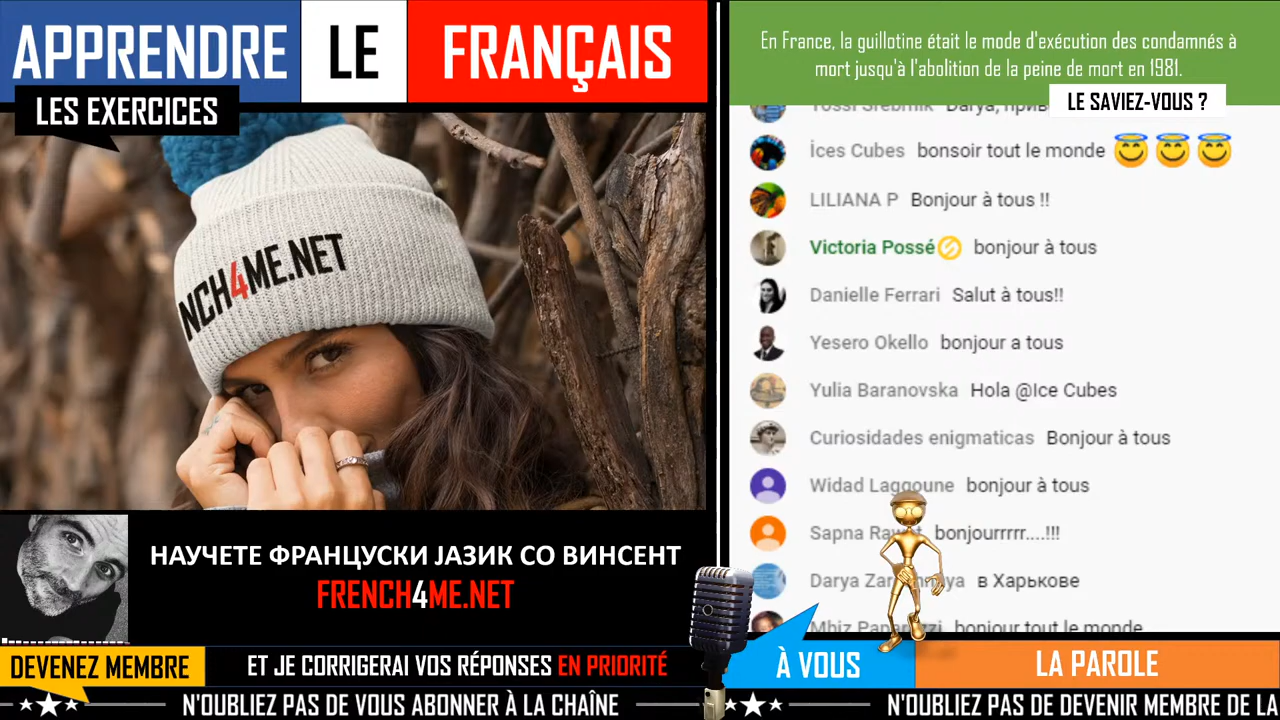 APPRENDRE LE FRANÇAIS
LES EXERCICES
NCH4ME.NET
НАУЧЕТЕ ФРАНЦУСКИ ЈАЗИК СО ВИНСЕНТ
FRENCH4ME.NET
DEVENEZ MEMBRE
ET JE CORRIGERAI VOS RÉPONSES EN PRIORITÉ
En France, la guillotine était le mode d'exécution des condamnés à
mort jusqu'à l'abolition de la peine de mort en 1981.
LE SAVIEZ-VOUS ?
Darya,
İces Cubes bonsoir tout le monde
LILIANA P Bonjour à tous !!
Victoria Possé bonjour à tous
Danielle Ferrari Salut à tous!!
Yesero Okello bonjour a tous
Yulia Baranovska Hola @Ice Cubes
Curiosidades enigmaticas Bonjour à tous
Widad Laggoune bonjour à tous
Sapna bonjourrrrr....!!!
Darya в Харькове
bonjour tout le monde
À VOUS
LA PAROLE
N'OUBLIEZ PAS DE VOUS ABONNER À LA CHAÎNE
N'OUBLIEZ PAS DE DEVENIR MEMBRE DE LA